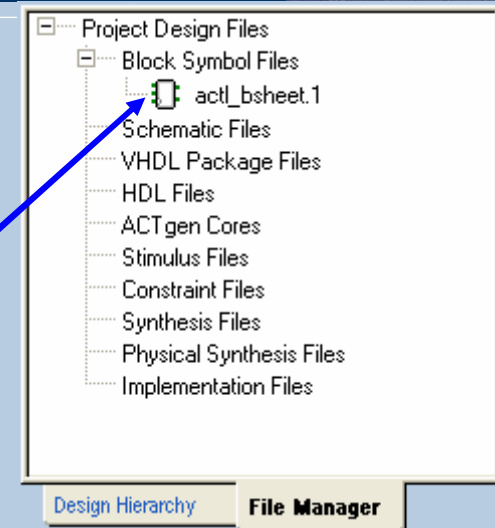 Project Design Files
Block Symbol Files
actl_bsheet.1
Schematic Files
VHDL Package Files
HDL Files
ACTgen Cores
Stimulus Files
Constraint Files
Synthesis Files
Physical Synthesis Files
Implementation Files
Design Hierarchy File Manager